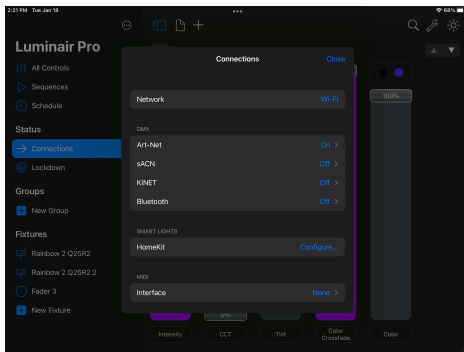 2:21 PM Tue Jan 18
68%
Luminair Pro
Connections
Close
All Controls
Sequences
Schedule
Network
Wi-Fi
100%
Status
DMX
Connections
Art-Net
On
Lockdown
sACN
Off
KiNET
Off
Groups
Bluetooth
Off
New Group
SMART LIGHTS
Fixtures
HomeKit
Configure...
Rainbow 2 Q25R2
Rainbow 2 Q25R2 2
MIDI
Fader 3
Interface
None
New Fixture
0%
Intensity
CCT
Tint
Color
Crossfade
Color